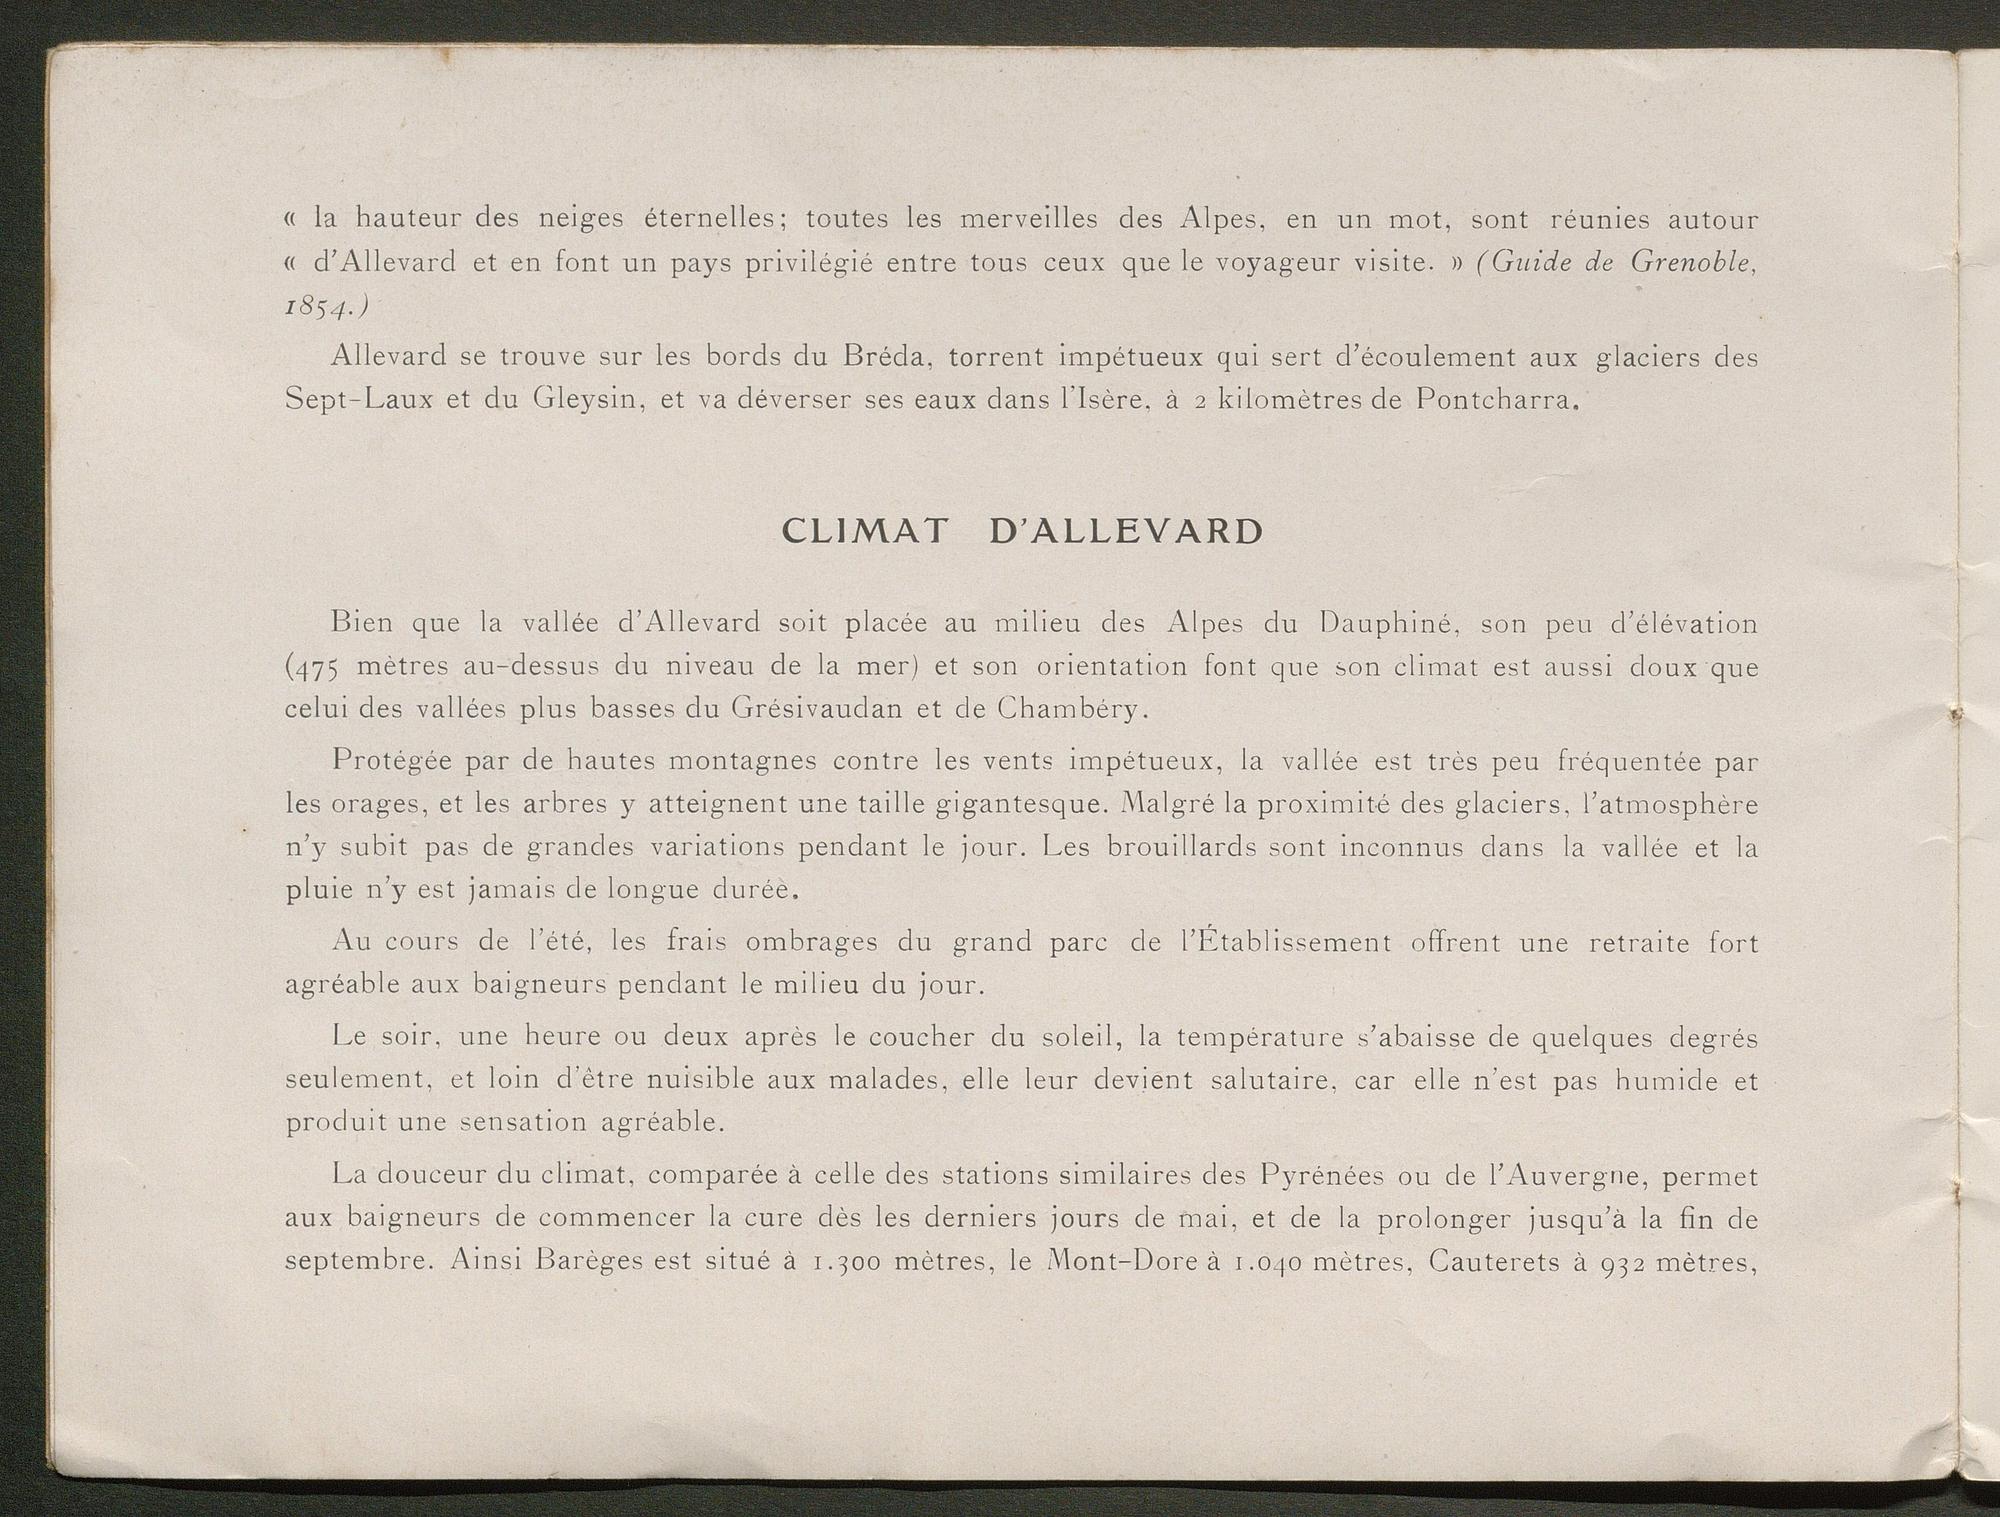 « la hauteur des neiges éternelles; toutes les merveilles des Alpes, en un mot, sont réunies autour
« d'Allevard et en font un pays privilégié entre tous ceux que le voyageur visite. » (Guide de Grenoble,
1854.)
Allevard se trouve sur les bords du Bréda, torrent impétueux qui sert d'écoulement aux glaciers des
Sept-Laux et du Gleysin, et va déverser ses eaux dans l'Isère, à 2 kilomètres de Pontcharra.
CLIMAT D'ALLEVARD
Bien que la vallée d'Allevard soit placée au milieu des Alpes du Dauphiné, son peu d'élévation
(475 mètres au-dessus du niveau de la mer) et son orientation font que son climat est aussi doux que
celui des vallées plus basses du Grésivaudan et de Chambéry.
Protégée par de hautes montagnes contre les vents impétueux, la vallée est très peu fréquentée par
les orages, et les arbres y atteignent une taille gigantesque. Malgré la proximité des glaciers, l'atmosphère
n'y subit pas de grandes variations pendant le jour. Les brouillards sont inconnus dans la vallée et la
pluie n'y est jamais de longue durée.
Au cours de l'été, les frais ombrages du grand parc de l'Établissement offrent une retraite fort
agréable aux baigneurs pendant le milieu du jour.
Le soir, une heure ou deux après le coucher du soleil, la température s'abaisse de quelques degrés
seulement, et loin d'être nuisible aux malades, elle leur devient salutaire, car elle n'est pas humide et
produit une sensation agréable.
La douceur du climat, comparée à celle des stations similaires des Pyrénées ou de l'Auvergne, permet
aux baigneurs de commencer la cure dès les derniers jours de mai, et de la prolonger jusqu'à la fin de
septembre. Ainsi Barèges est situé à 1.300 mètres, le Mont-Dore à 1.040 mètres, Cauterets à 932 mètres,